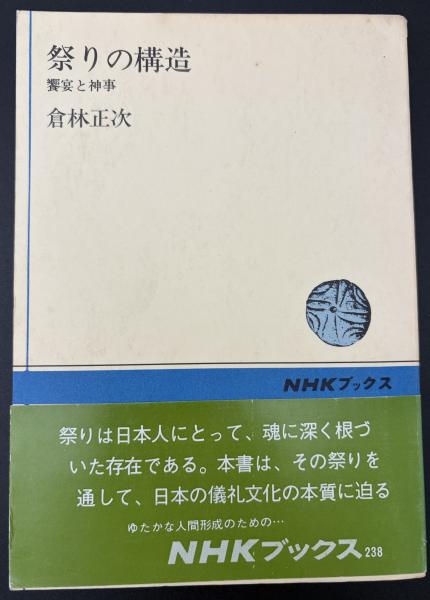 祭りの構造
饗宴と神事
倉林正次
NHKブックス
祭りは日本人にとって、魂に深く根づ
いた存在である。本書は、その祭りを
通して、日本の儀礼文化の本質に迫る
ゆたかな人間形成のための…
NHKブックス 238